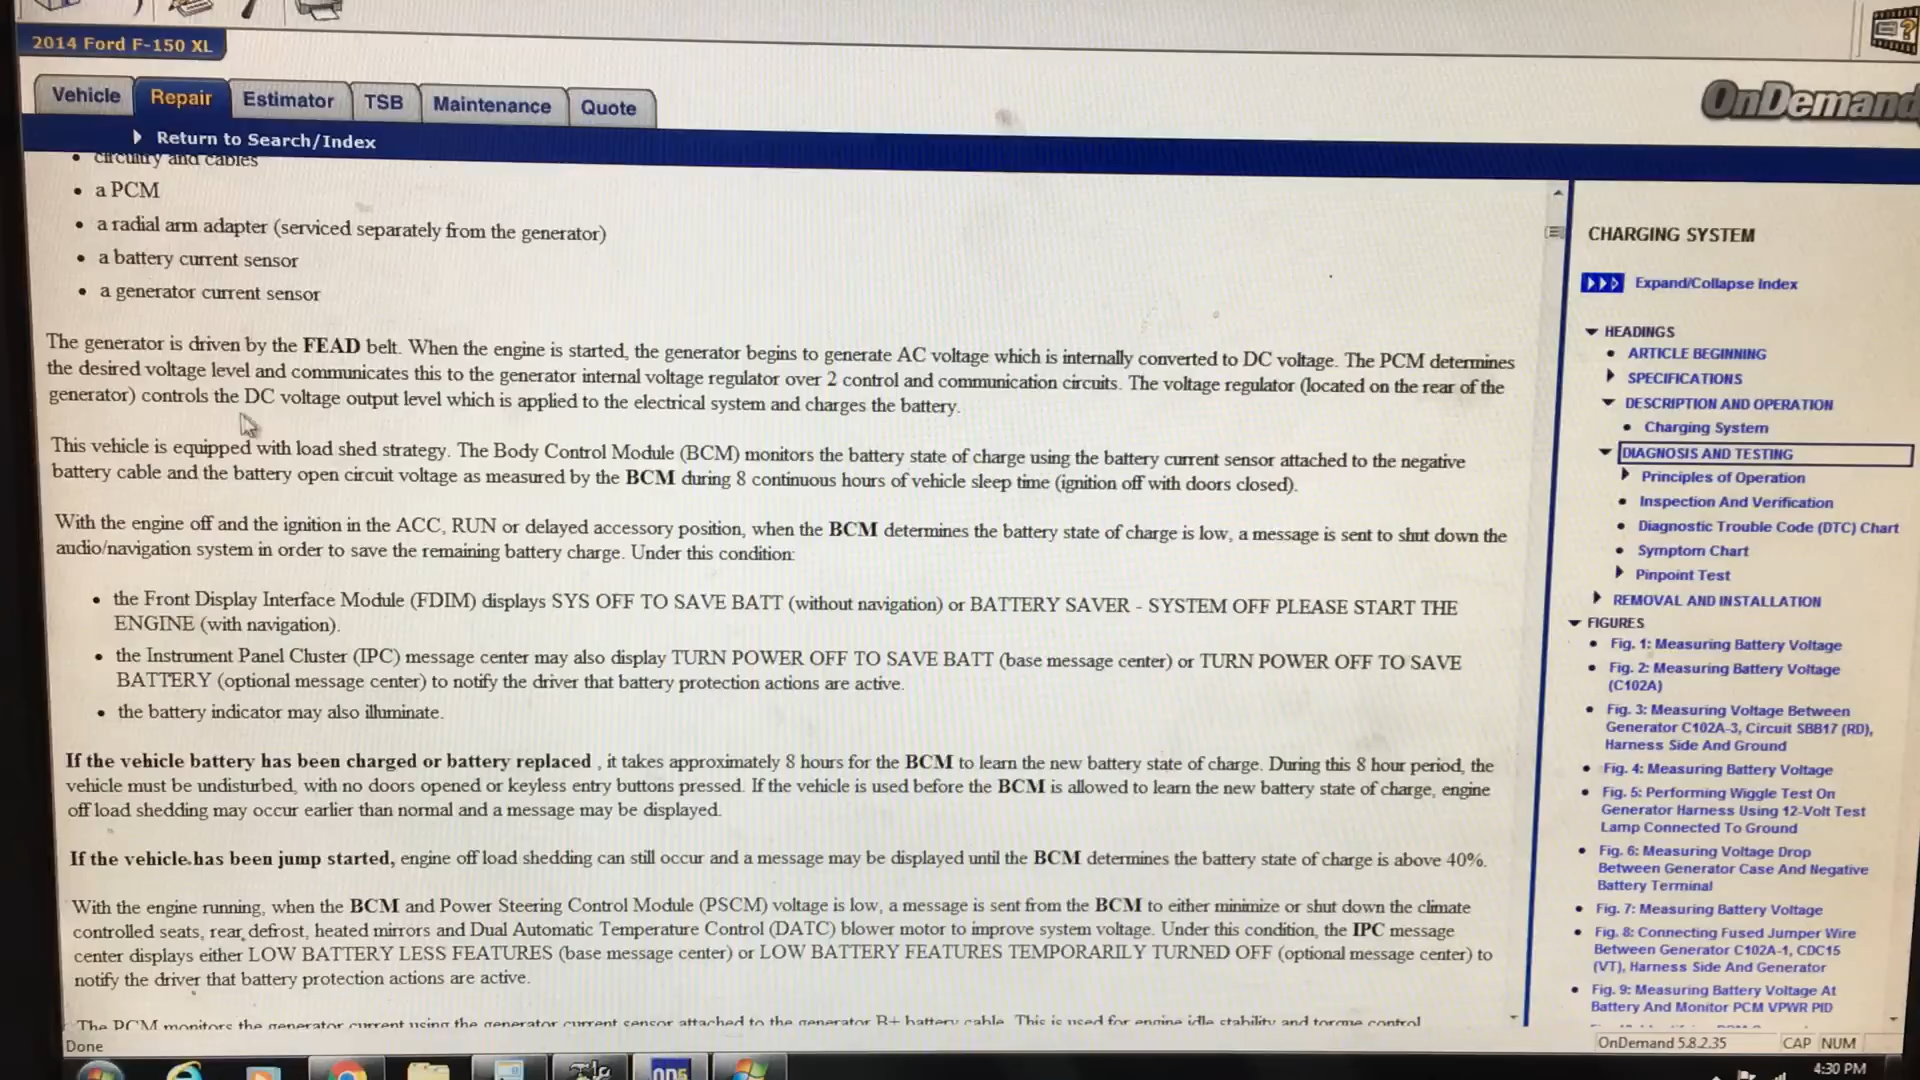 2014 Ford F-150 XL
Vehicle
Repair
Estimator
TSB
Maintenance
Quote
OnDemand
Return to Search/Index
• circuitry and cables
• a PCM
• a radial arm adapter (serviced separately from the generator)
• a battery current sensor
• a generator current sensor
The generator is driven by the FEAD belt. When the engine is started, the generator begins to generate AC voltage which is internally converted to DC voltage. The PCM determines
the desired voltage level and communicates this to the generator internal voltage regulator over 2 control and communication circuits. The voltage regulator (located on the rear of the
generator) controls the DC voltage output level which is applied to the electrical system and charges the battery.
This vehicle is equipped with load shed strategy. The Body Control Module (BCM) monitors the battery state of charge using the battery current sensor attached to the negative
battery cable and the battery open circuit voltage as measured by the BCM during 8 continuous hours of vehicle sleep time (ignition off with doors closed).
With the engine off and the ignition in the ACC, RUN or delayed accessory position, when the BCM determines the battery state of charge is low, a message is sent to shut down the
audio/navigation system in order to save the remaining battery charge. Under this condition:
• the Front Display Interface Module (FDIM) displays SYS OFF TO SAVE BATT (without navigation) or BATTERY SAVER - SYSTEM OFF PLEASE START THE
ENGINE (with navigation).
• the Instrument Panel Cluster (IPC) message center may also display TURN POWER OFF TO SAVE BATT (base message center) or TURN POWER OFF TO SAVE
BATTERY (optional message center) to notify the driver that battery protection actions are active.
• the battery indicator may also illuminate.
If the vehicle battery has been charged or battery replaced , it takes approximately 8 hours for the BCM to learn the new battery state of charge. During this 8 hour period, the
vehicle must be undisturbed, with no doors opened or keyless entry buttons pressed. If the vehicle is used before the BCM is allowed to learn the new battery state of charge, engine
off load shedding may occur earlier than normal and a message may be displayed.
If the vehicle has been jump started, engine off load shedding can still occur and a message may be displayed until the BCM determines the battery state of charge is above 40%.
With the engine running, when the BCM and Power Steering Control Module (PSCM) voltage is low, a message is sent from the BCM to either minimize or shut down the climate
controlled seats, rear defrost, heated mirrors and Dual Automatic Temperature Control (DATC) blower motor to improve system voltage. Under this condition, the IPC message
center displays either LOW BATTERY LESS FEATURES (base message center) or LOW BATTERY FEATURES TEMPORARILY TURNED OFF (optional message center) to
notify the driver that battery protection actions are active.
The PCM monitors the generator current using the generator current sensor attached to the generator B+ battery cable. This is used for engine idle stability and torque control
Done
CHARGING SYSTEM
Expand/Collapse Index
HEADINGS
• ARTICLE BEGINNING
SPECIFICATIONS
DESCRIPTION AND OPERATION
• Charging System
DIAGNOSIS AND TESTING
Principles of Operation
• Inspection And Verification
• Diagnostic Trouble Code (DTC) Chart
• Symptom Chart
Pinpoint Test
REMOVAL AND INSTALLATION
FIGURES
• Fig. 1: Measuring Battery Voltage
• Fig. 2: Measuring Battery Voltage
(C102A)
• Fig. 3: Measuring Voltage Between
Generator C102A-3, Circuit SBB17 (RD),
Harness Side And Ground
• Fig. 4: Measuring Battery Voltage
• Fig. 5: Performing Wiggle Test On
Generator Harness Using 12-Volt Test
Lamp Connected To Ground
• Fig. 6: Measuring Voltage Drop
Between Generator Case And Negative
Battery Terminal
• Fig. 7: Measuring Battery Voltage
• Fig. 8: Connecting Fused Jumper Wire
Between Generator C102A-1, CDC15
(VT), Harness Side And Generator
• Fig. 9: Measuring Battery Voltage At
Battery And Monitor PCM VPWR PID
OnDemand 5.8.2.35
CAP NUM
OD5
4:30 PM